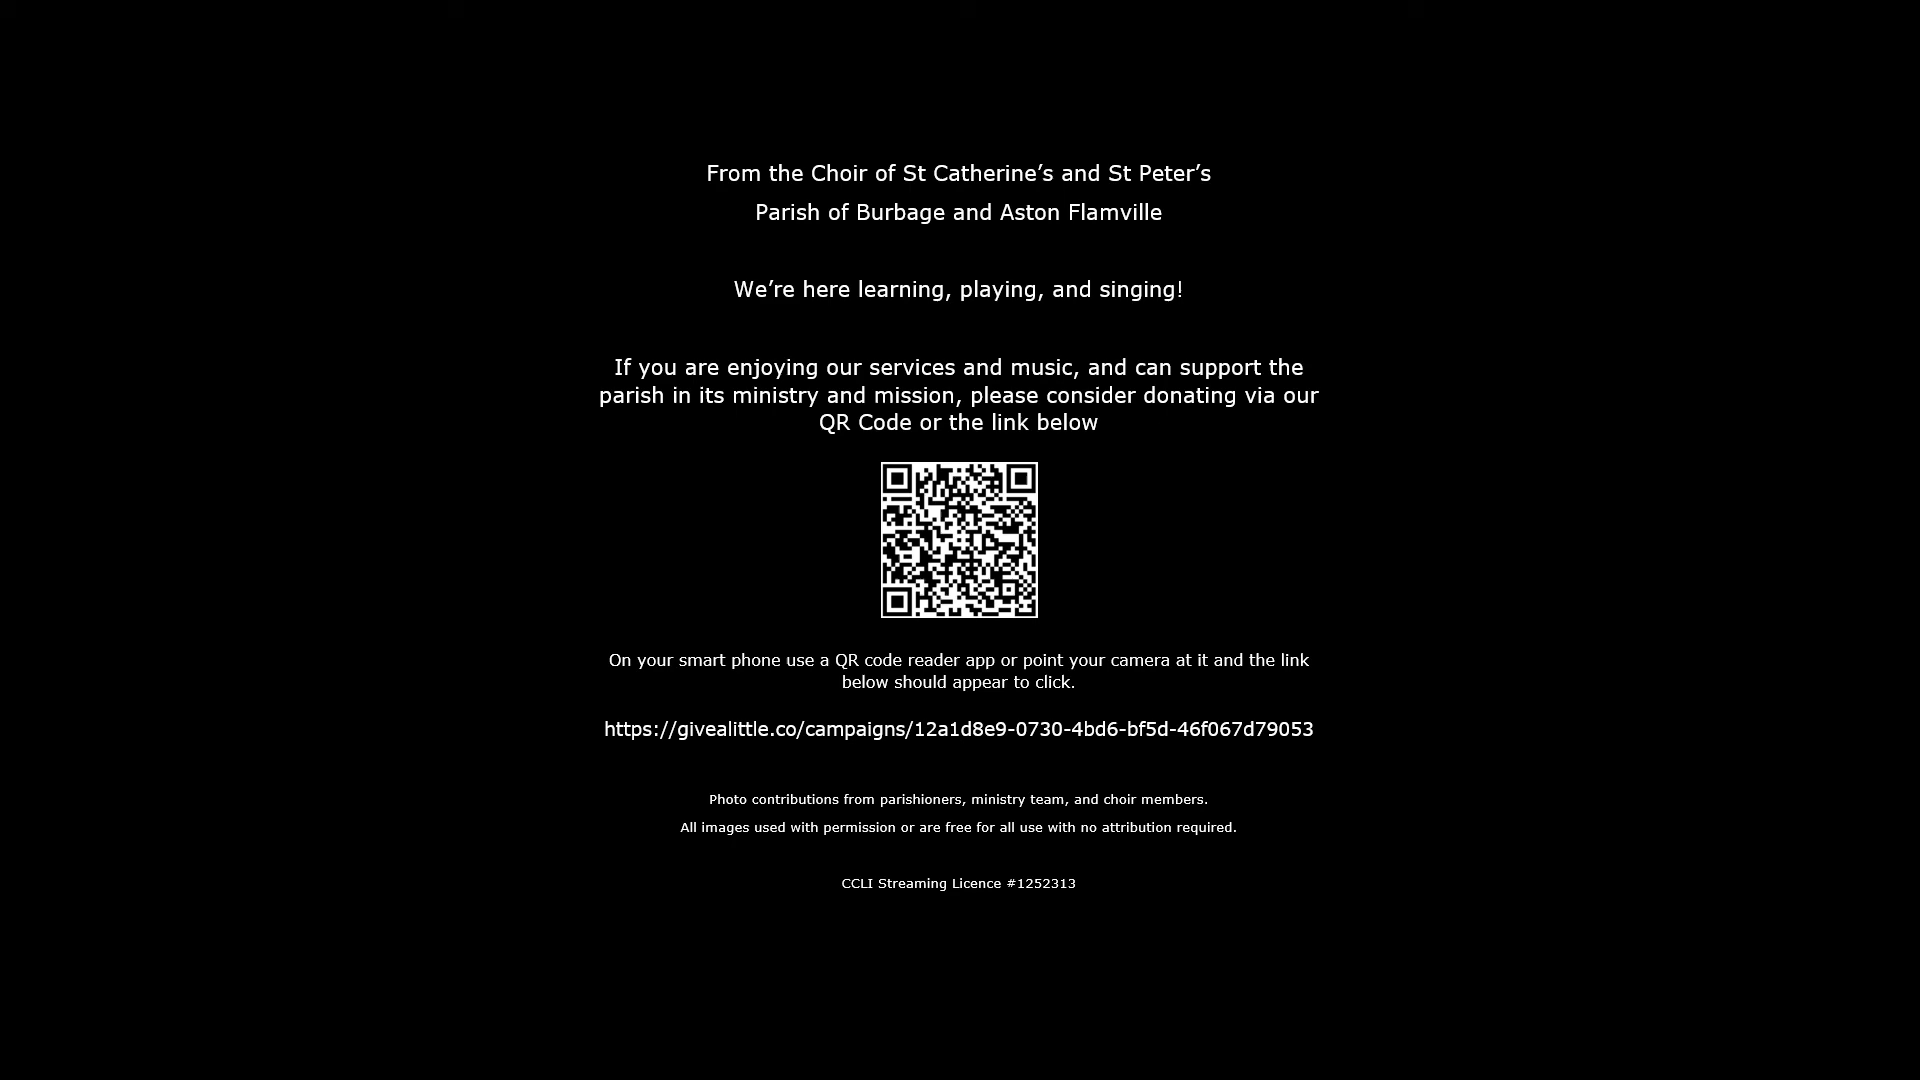 From the Choir of St Catherine’s and St Peter’s
Parish of Burbage and Aston Flamville
We’re here learning, playing, and singing!
If you are enjoying our services and music, and can support the
parish in its ministry and mission, please consider donating via our
QR Code or the link below
On your smart phone use a QR code reader app or point your camera at it and the link
below should appear to click.
https://givealittle.co/campaigns/12a1d8e9-0730-4bd6-bf5d-46f067d79053
Photo contributions from parishioners, ministry team, and choir members.
All images used with permission or are free for all use with no attribution required.
CCLI Streaming Licence #1252313